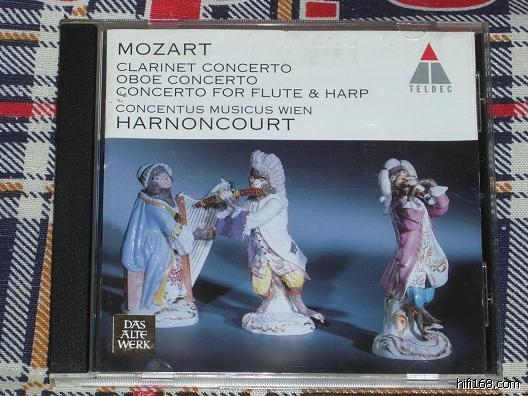 MOZART
CLARINET CONCERTO
OBOE CONCERTO
CONCERTO FOR FLUTE & HARP
CONCENTUS MUSICUS WIEN
HARNONCOURT
TELDEC
DAS
ALTE
WERK
hifi168.com